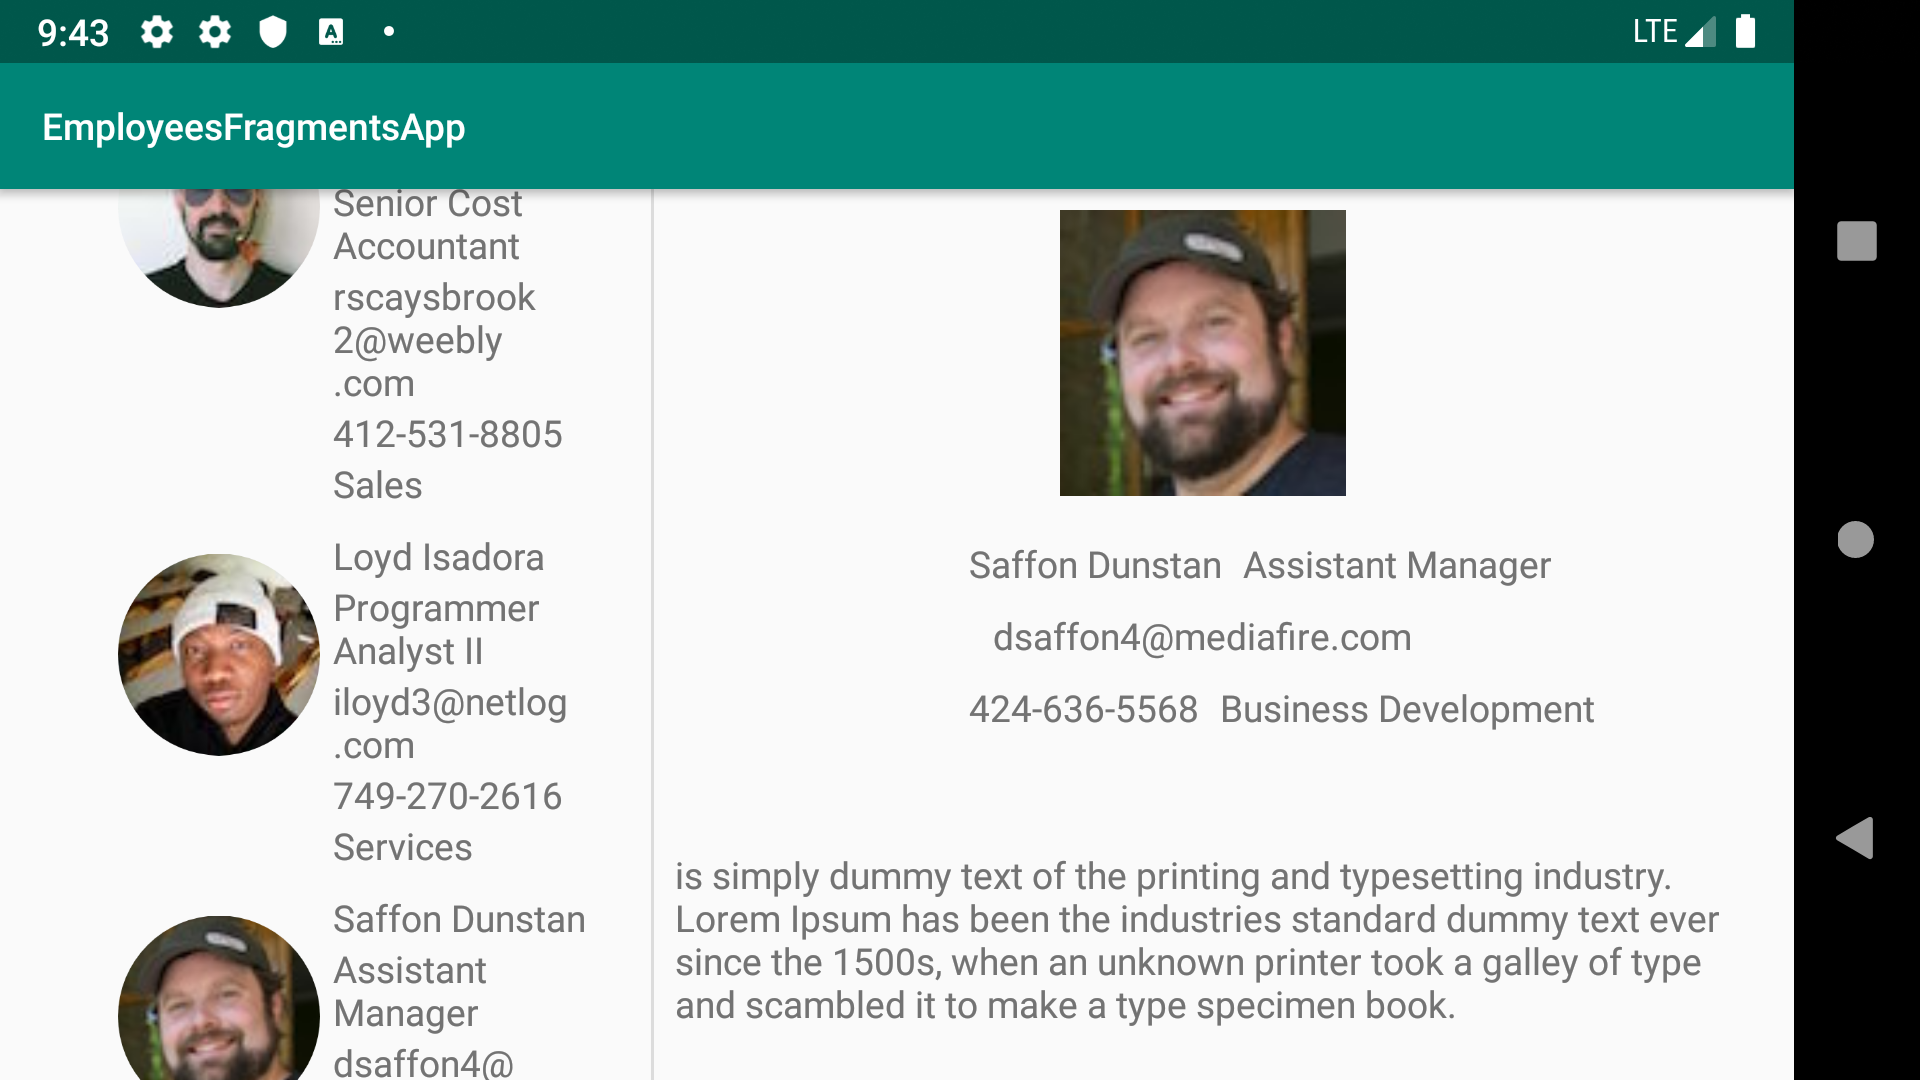 9:43
LTE
EmployeesFragmentsApp
Senior Cost
Accountant
rscaysbrook
2@weebly
.com
412-531-8805
Sales
Loyd Isadora
Programmer
Analyst II
iloyd3@netlog
.com
749-270-2616
Services
Saffon Dunstan
Assistant
Manager
dsaffon4@
Saffon Dunstan Assistant Manager
dsaffon4@mediafire.com
424-636-5568 Business Development
is simply dummy text of the printing and typesetting industry.
Lorem Ipsum has been the industries standard dummy text ever
since the 1500s, when an unknown printer took a galley of type
and scambled it to make a type specimen book.